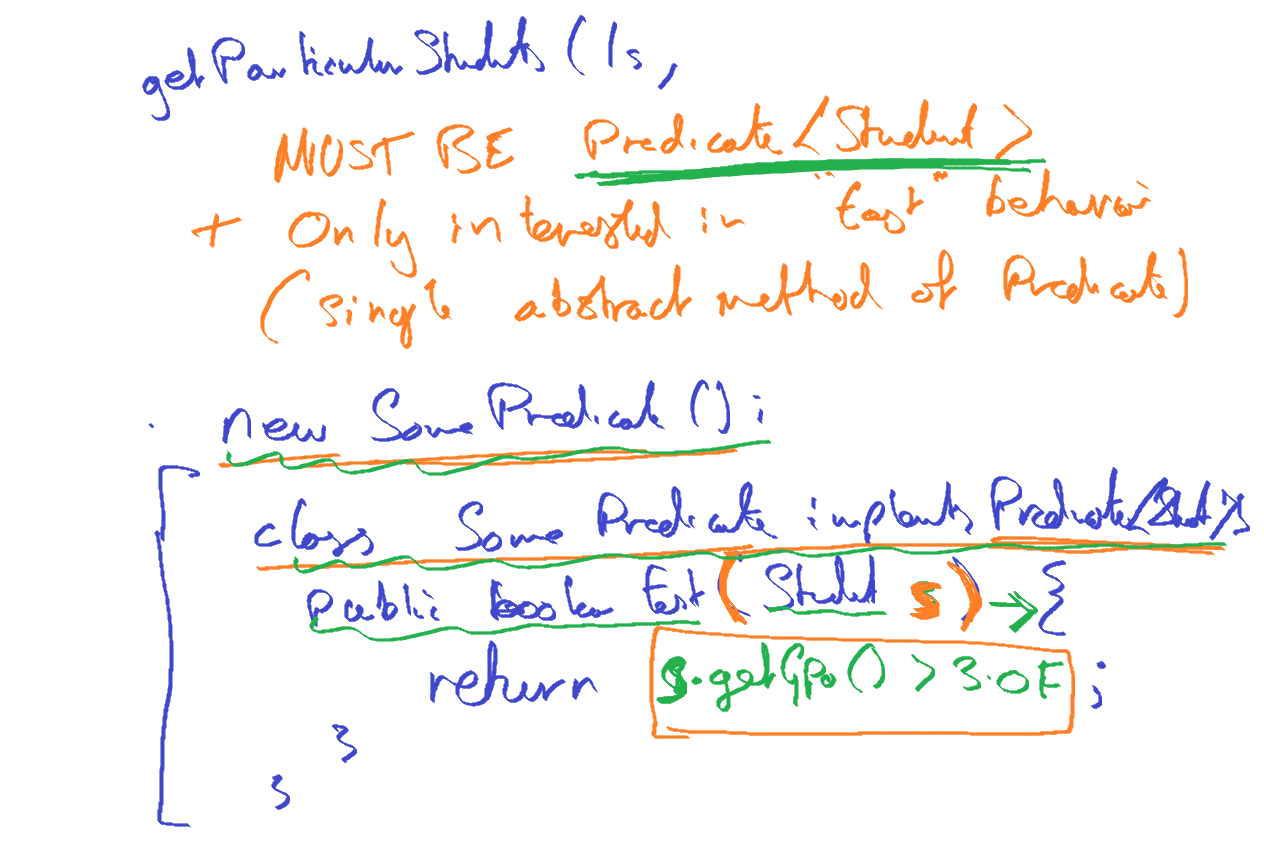 getParticularStudents (ls,
MUST BE Predicate<Student>
+ Only interested in "test" behavior
(single abstract method of Predicate)
new SomePredicate();
class SomePredicate implements Predicate<Student>{
public boolean test (Student s) → {
return s.getGpa() > 3.0F ;
}
}